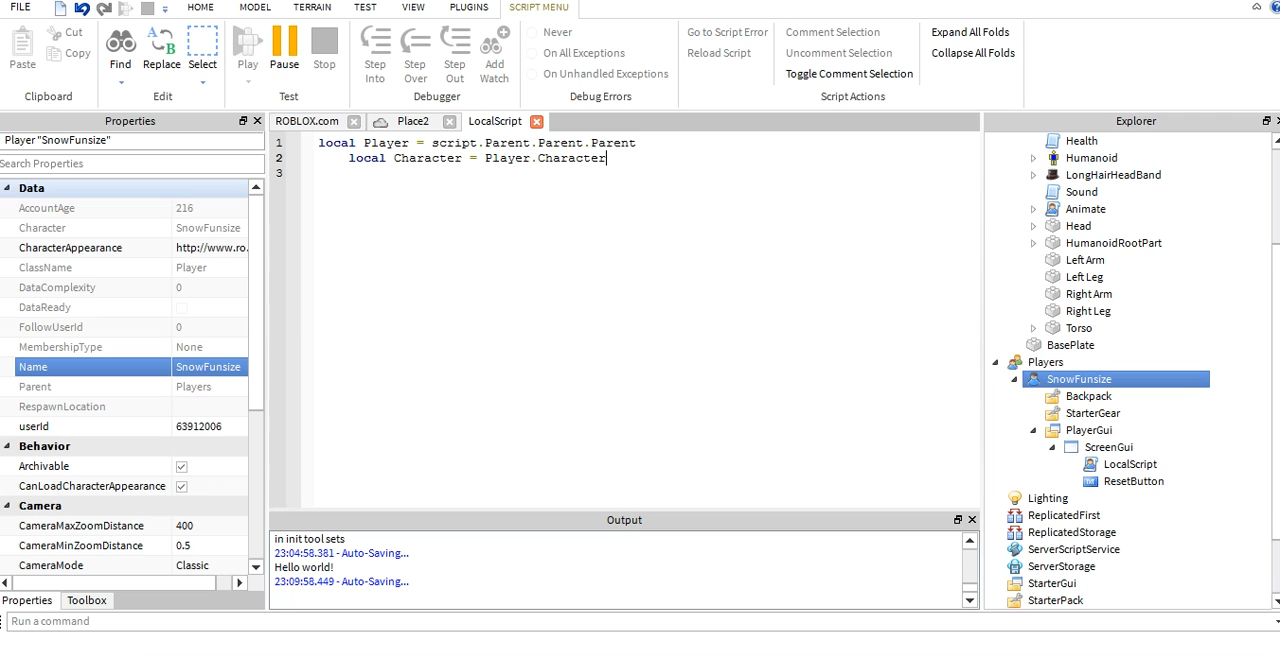 FILE HOME MODEL TERRAIN TEST VIEW PLUGINS SCRIPT MENU
Paste Cut Copy
Clipboard
Find Replace Select
Edit
Play Pause Stop
Test
Step Into Step Over Step Out Add Watch
Debugger
Never
On All Exceptions
On Unhandled Exceptions
Debug Errors
Go to Script Error
Reload Script
Comment Selection
Uncomment Selection
Toggle Comment Selection
Script Actions
Expand All Folds
Collapse All Folds
Properties
Player "SnowFunsize"
Search Properties
Data
AccountAge 216
Character SnowFunsize
CharacterAppearance http://www.ro.
ClassName Player
DataComplexity 0
DataReady
FollowUserId 0
MembershipType None
Name SnowFunsize
Parent Players
RespawnLocation
userId 63912006
Behavior
Archivable
CanLoadCharacterAppearance
Camera
CameraMaxZoomDistance 400
CameraMinZoomDistance 0.5
CameraMode Classic
Properties Toolbox
Run a command
ROBLOX.com Place2 LocalScript
1 local Player = script.Parent.Parent.Parent
2 local Character = Player.Character
3
Output
in init tool sets
23:04:58.381 - Auto-Saving...
Hello world!
23:09:58.449 - Auto-Saving...
Explorer
Health
Humanoid
LongHairHeadBand
Sound
Animate
Head
HumanoidRootPart
Left Arm
Left Leg
Right Arm
Right Leg
Torso
BasePlate
Players
SnowFunsize
Backpack
StarterGear
PlayerGui
ScreenGui
LocalScript
ResetButton
Lighting
ReplicatedFirst
ReplicatedStorage
ServerScriptService
ServerStorage
StarterGui
StarterPack